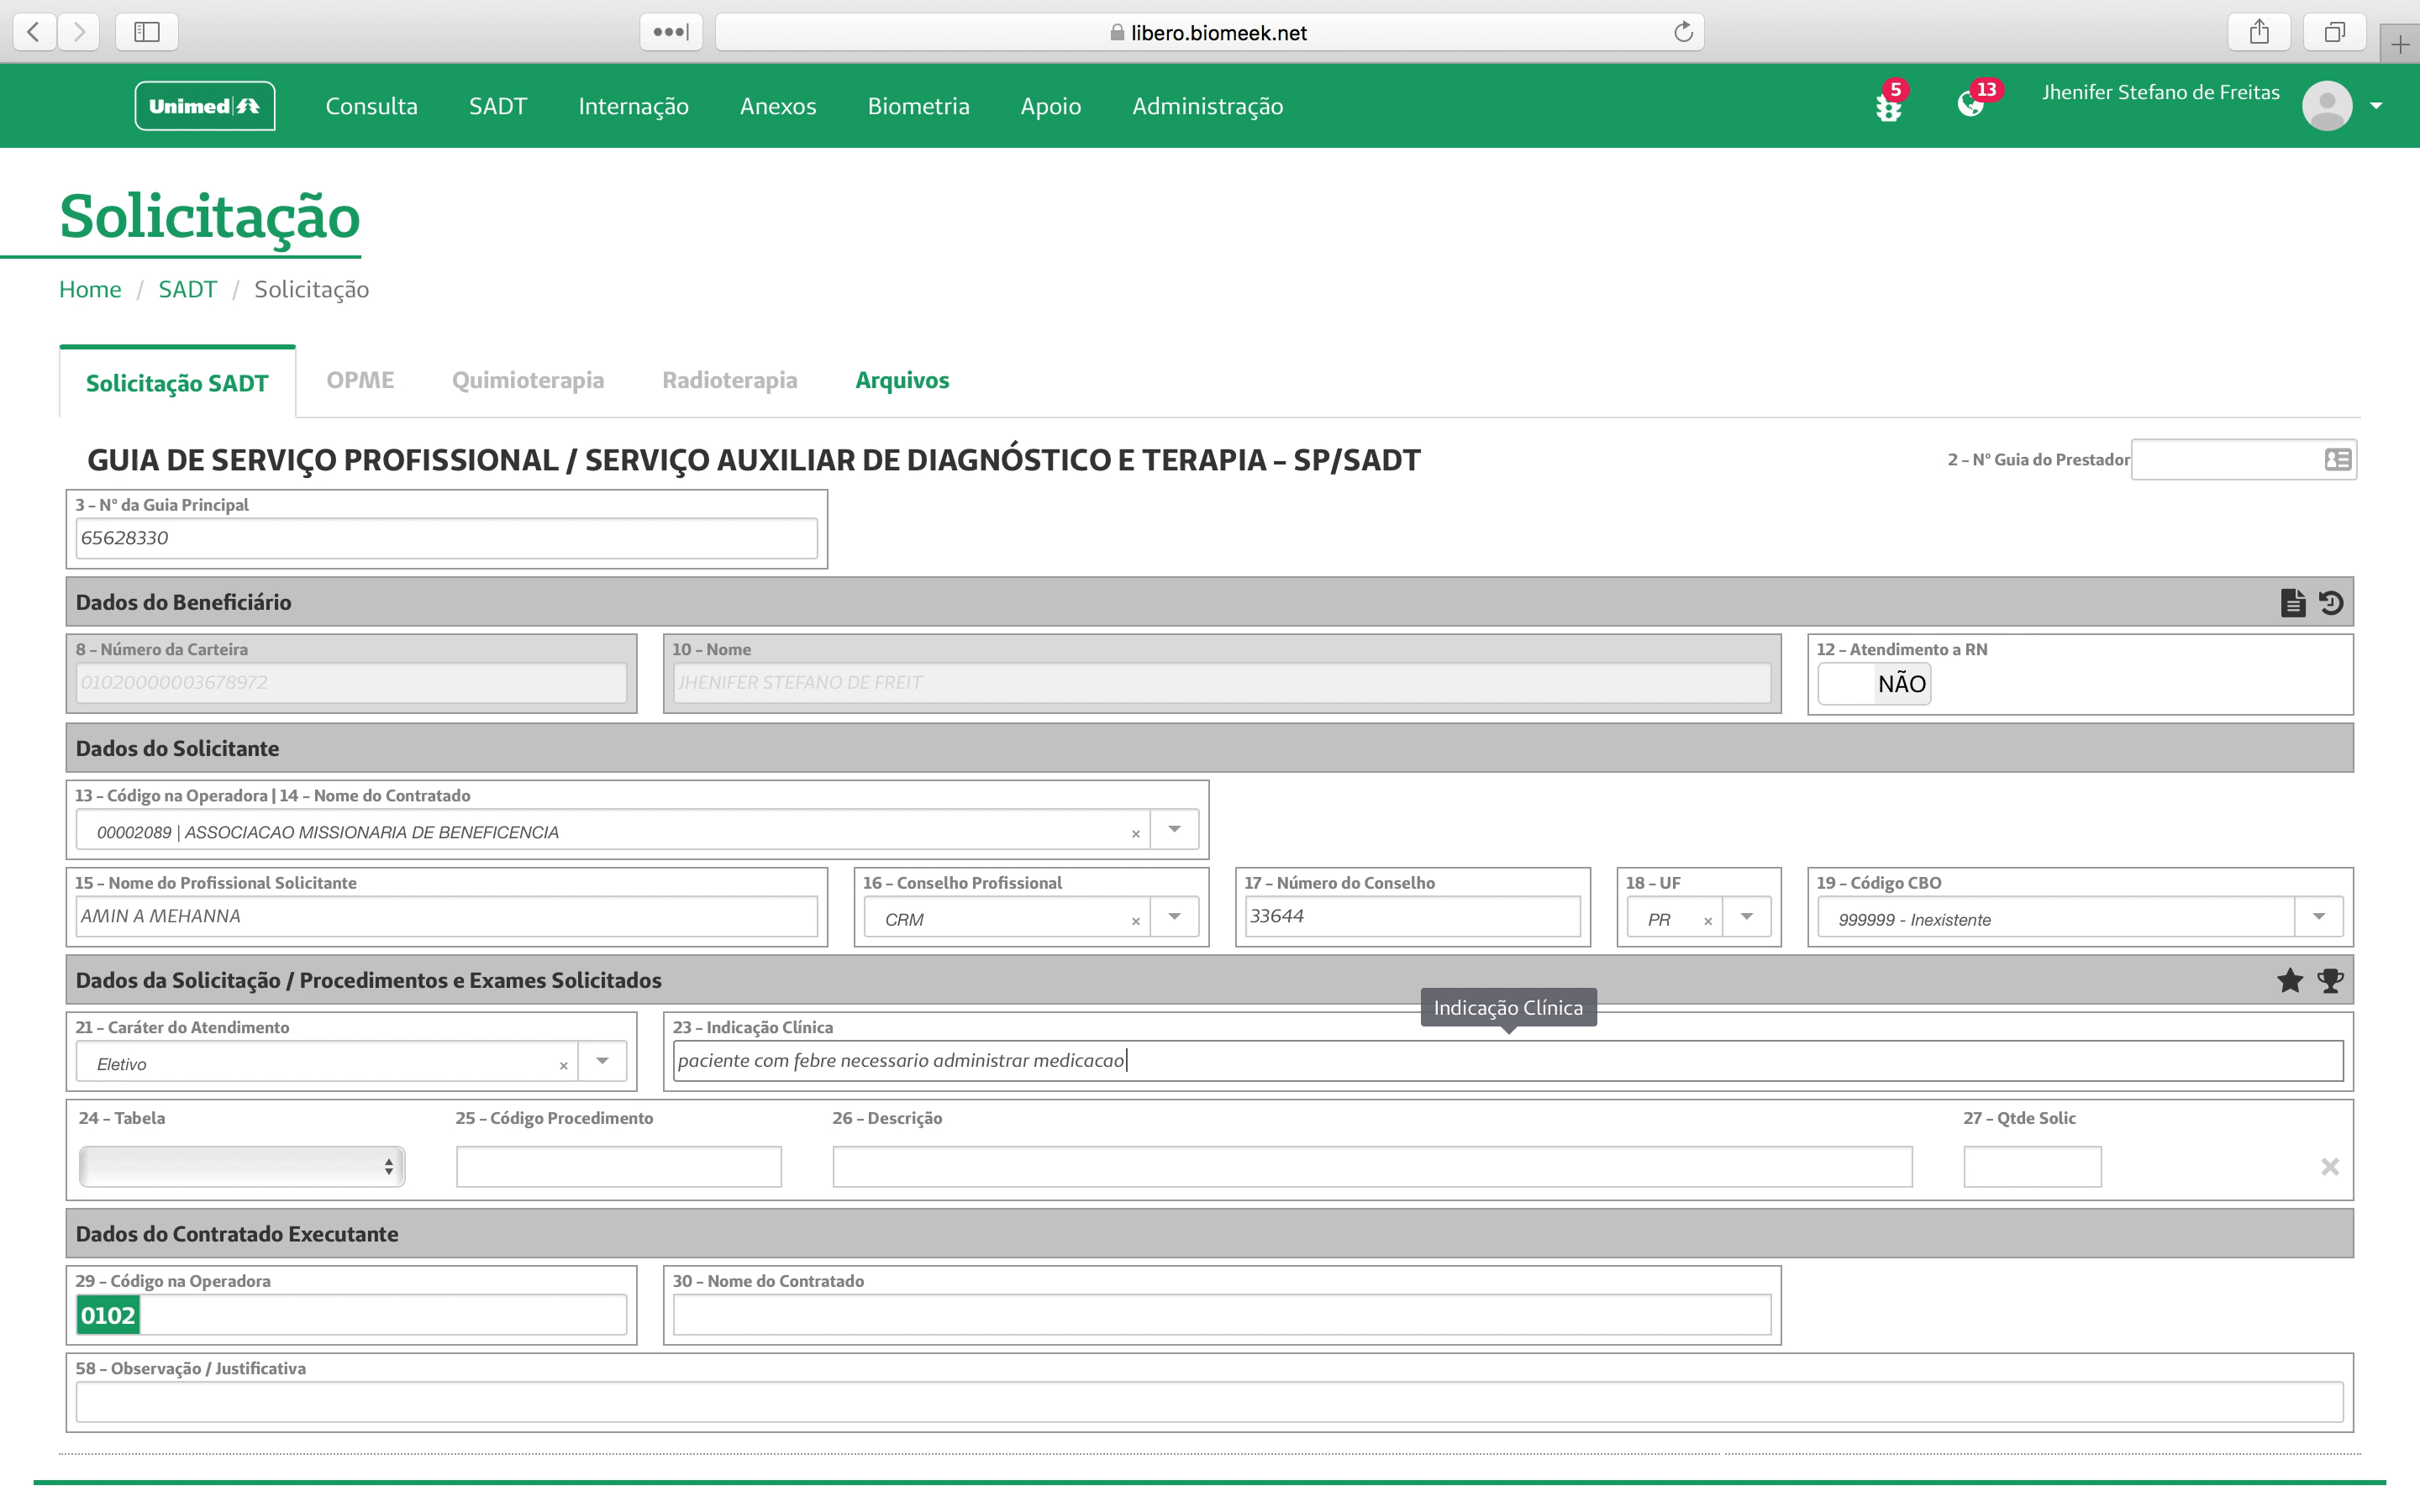 libero.biomeek.net
Unimed
Consulta
SADT
Internação
Anexos
Biometria
Apoio
Administração
5
13
Jhenifer Stefano de Freitas
Solicitação
Home / SADT / Solicitação
Solicitação SADT
OPME
Quimioterapia
Radioterapia
Arquivos
GUIA DE SERVIÇO PROFISSIONAL / SERVIÇO AUXILIAR DE DIAGNÓSTICO E TERAPIA – SP/SADT
2 – Nº Guia do Prestador
3 – Nº da Guia Principal
65628330
Dados do Beneficiário
8 – Número da Carteira
01020000003678972
10 – Nome
JHENIFER STEFANO DE FREIT
12 – Atendimento a RN
NÃO
Dados do Solicitante
13 – Código na Operadora | 14 – Nome do Contratado
00002089 | ASSOCIACAO MISSIONARIA DE BENEFICENCIA
×
15 – Nome do Profissional Solicitante
AMIN A MEHANNA
16 – Conselho Profissional
CRM
×
17 – Número do Conselho
33644
18 – UF
PR
×
19 – Código CBO
999999 - Inexistente
Dados da Solicitação / Procedimentos e Exames Solicitados
Indicação Clínica
21 – Caráter do Atendimento
Eletivo
×
23 – Indicação Clínica
paciente com febre necessario administrar medicacao
24 – Tabela
25 – Código Procedimento
26 – Descrição
27 – Qtde Solic
Dados do Contratado Executante
29 – Código na Operadora
0102
30 – Nome do Contratado
58 – Observação / Justificativa